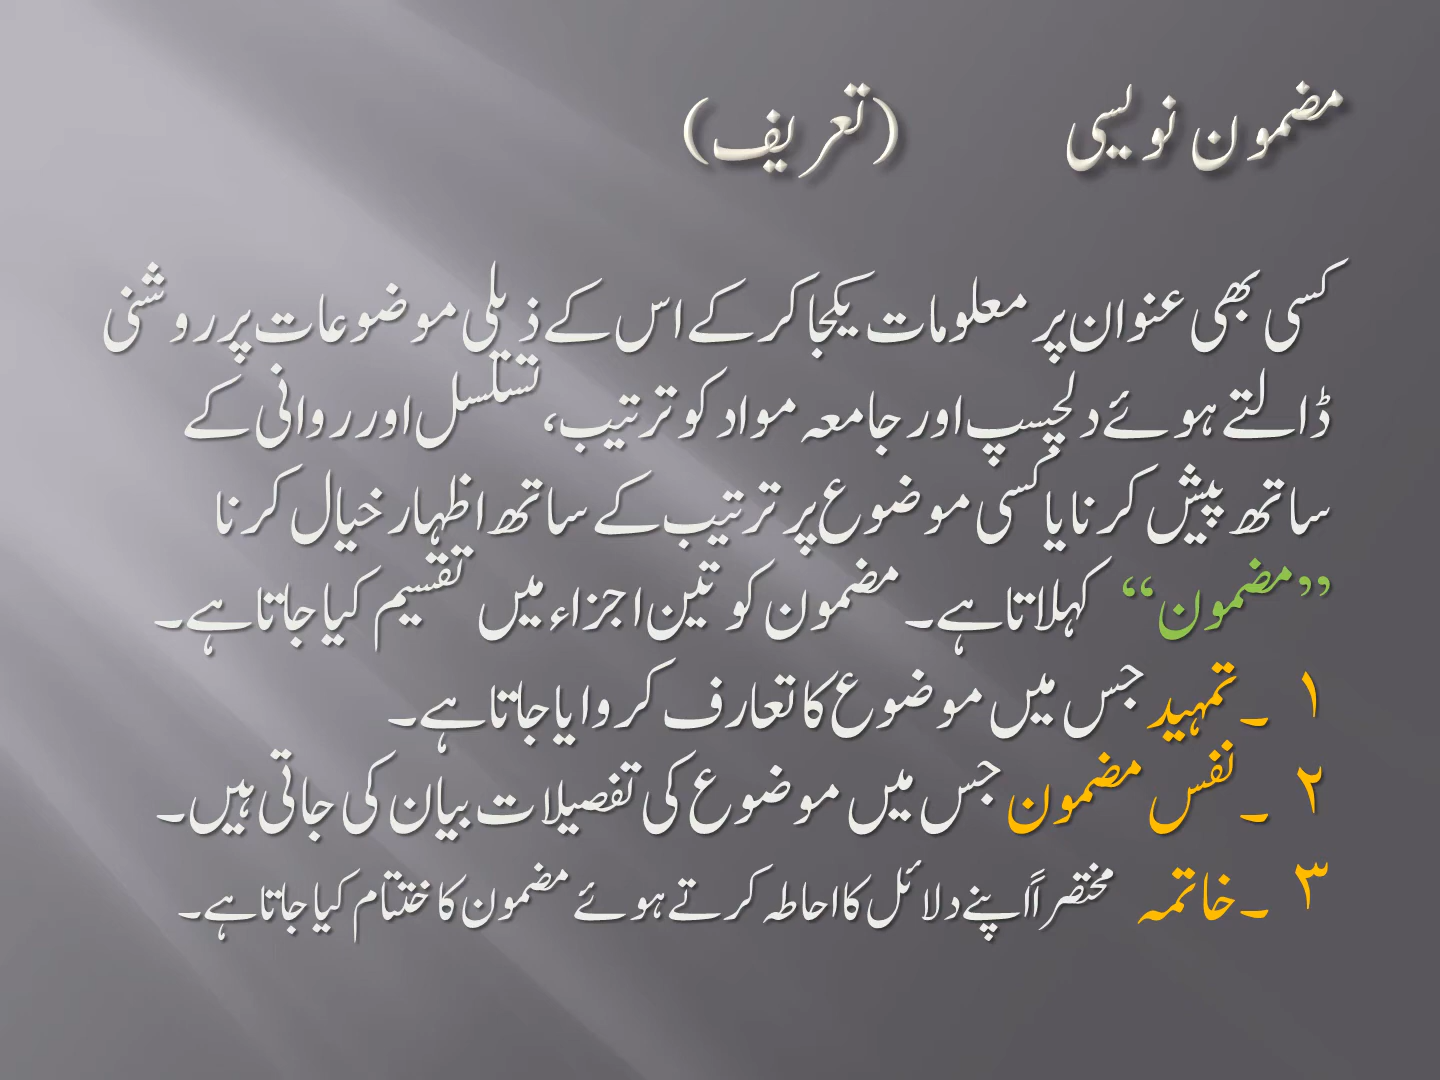 مضمون نویسی (تعریف)
کسی بھی عنوان پر معلومات یکجا کر کے اس کے ذیلی موضوعات پر روشنی
ڈالتے ہوئے دلچسپ اور جامعہ مواد کو ترتیب، تسلسل اور روانی کے
ساتھ پیش کرنا یا کسی موضوع پر ترتیب کے ساتھ اظہار خیال کرنا
’’مضمون‘‘ کہلاتا ہے۔ مضمون کو تین اجزاء میں تقسیم کیا جاتا ہے۔
۱ ۔ تمہید جس میں موضوع کا تعارف کروایا جاتا ہے۔
۲ ۔ نفس مضمون جس میں موضوع کی تفصیلات بیان کی جاتی ہیں۔
۳ ۔ خاتمہ مختصراً اپنے دلائل کا احاطہ کرتے ہوئے مضمون کا ختتام کیا جاتا ہے۔